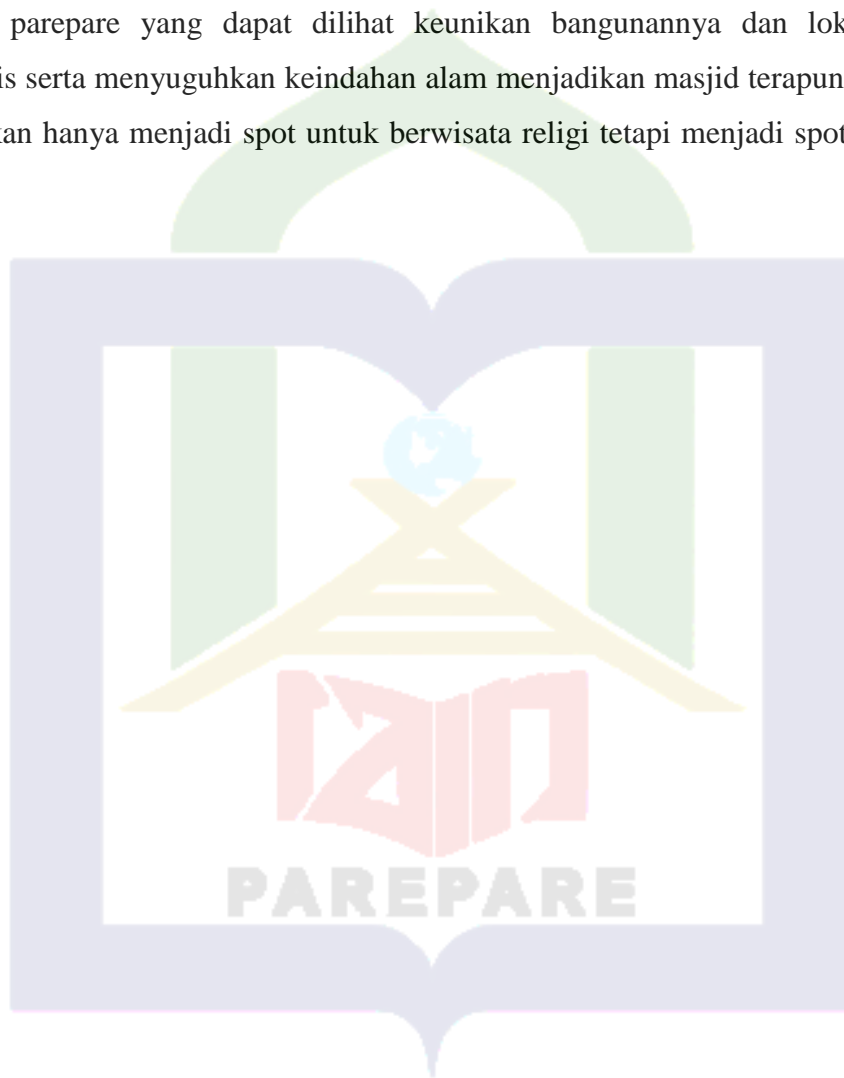 parepare yang dapat dilihat keunikan bangunannya dan lok
is serta menyuguhkan keindahan alam menjadikan masjid terapun
kan hanya menjadi spot untuk berwisata religi tetapi menjadi spot
iain
PAREPARE